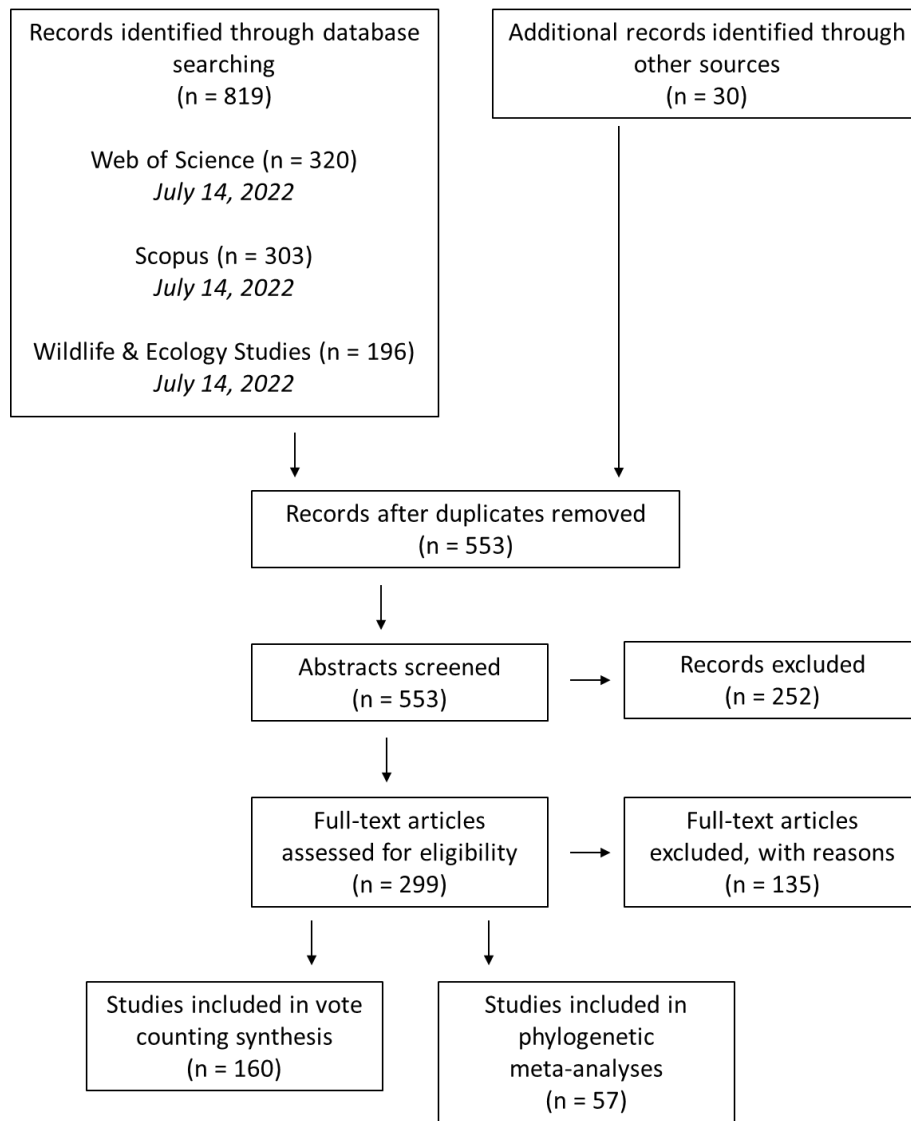 Records identified through database
searching
(n = 819)
Web of Science (n = 320)
July 14, 2022
Scopus (n = 303)
July 14, 2022
Wildlife & Ecology Studies (n = 196)
July 14, 2022
Additional records identified through
other sources
(n = 30)
Records after duplicates removed
(n = 553)
Abstracts screened
(n = 553)
Records excluded
(n = 252)
Full-text articles
assessed for eligibility
(n = 299)
Full-text articles
excluded, with reasons
(n = 135)
Studies included in vote
counting synthesis
(n = 160)
Studies included in
phylogenetic
meta-analyses
(n = 57)